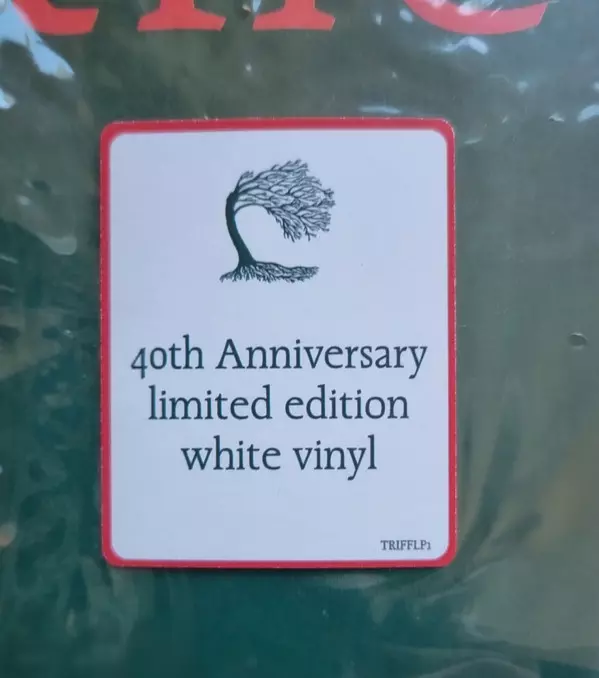 40th Anniversary
limited edition
white vinyl
TRIFFLP1